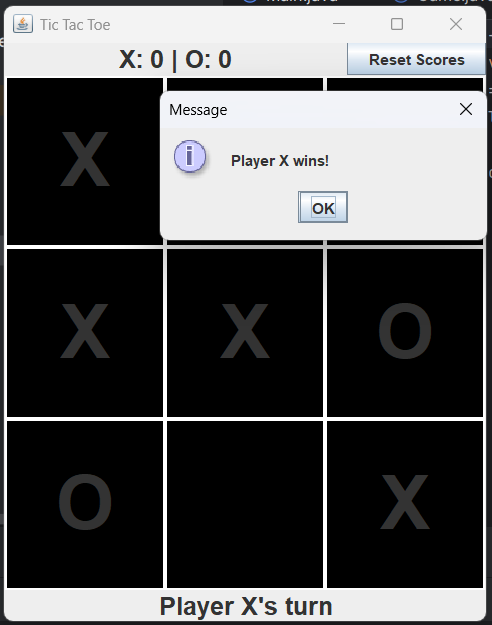 Tic Tac Toe
X: 0 | O: 0
Reset Scores
Message
Player X wins!
OK
X
X X O
O X
Player X's turn